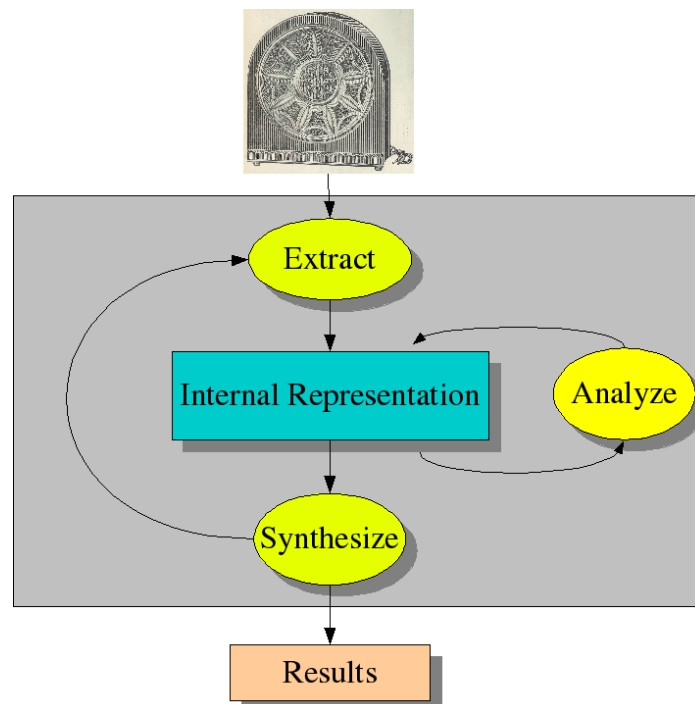 Extract
Internal Representation
Analyze
Synthesize
Results